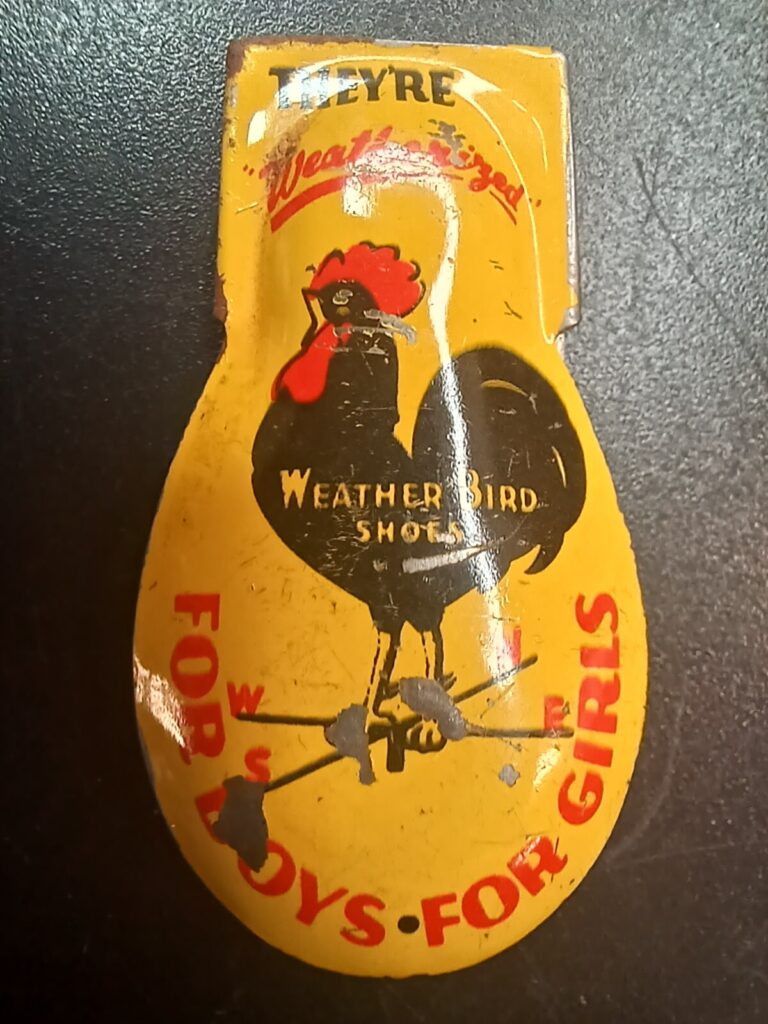 THEY'RE
"Weatherized"
WEATHER BIRD
SHOES
N
W
E
S
FOR BOYS • FOR GIRLS